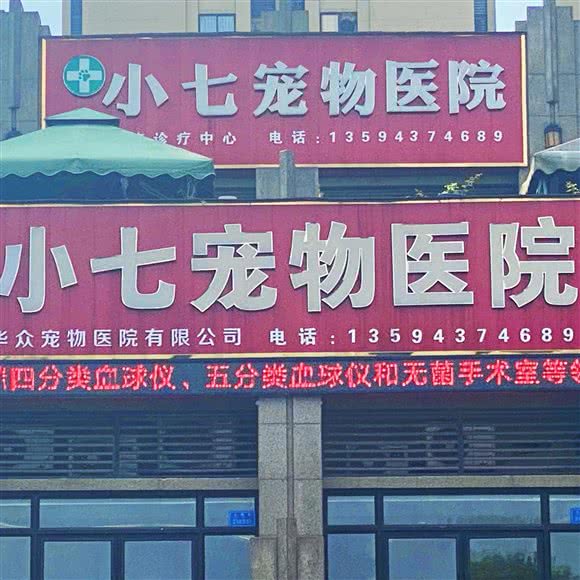 小七宠物医院
诊疗中心 电话:13594374689
小七宠物医院
华众宠物医院有限公司 电话:13594374689
四分类血球仪、五分类血球仪和无菌手术室等